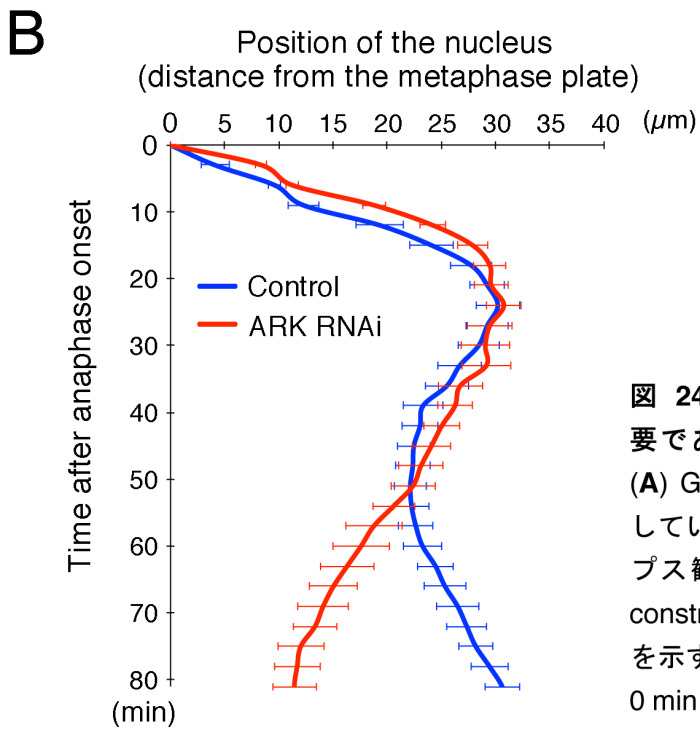 B
Position of the nucleus
(distance from the metaphase plate)
0 5 10 15 20 25 30 35 40 (μm)
0
10
20
30
40
50
60
70
80
(min)
Time after anaphase onset
Control
ARK RNAi
図 24
要であ
(A) G
してい
プス観
constr
を示す
0 min